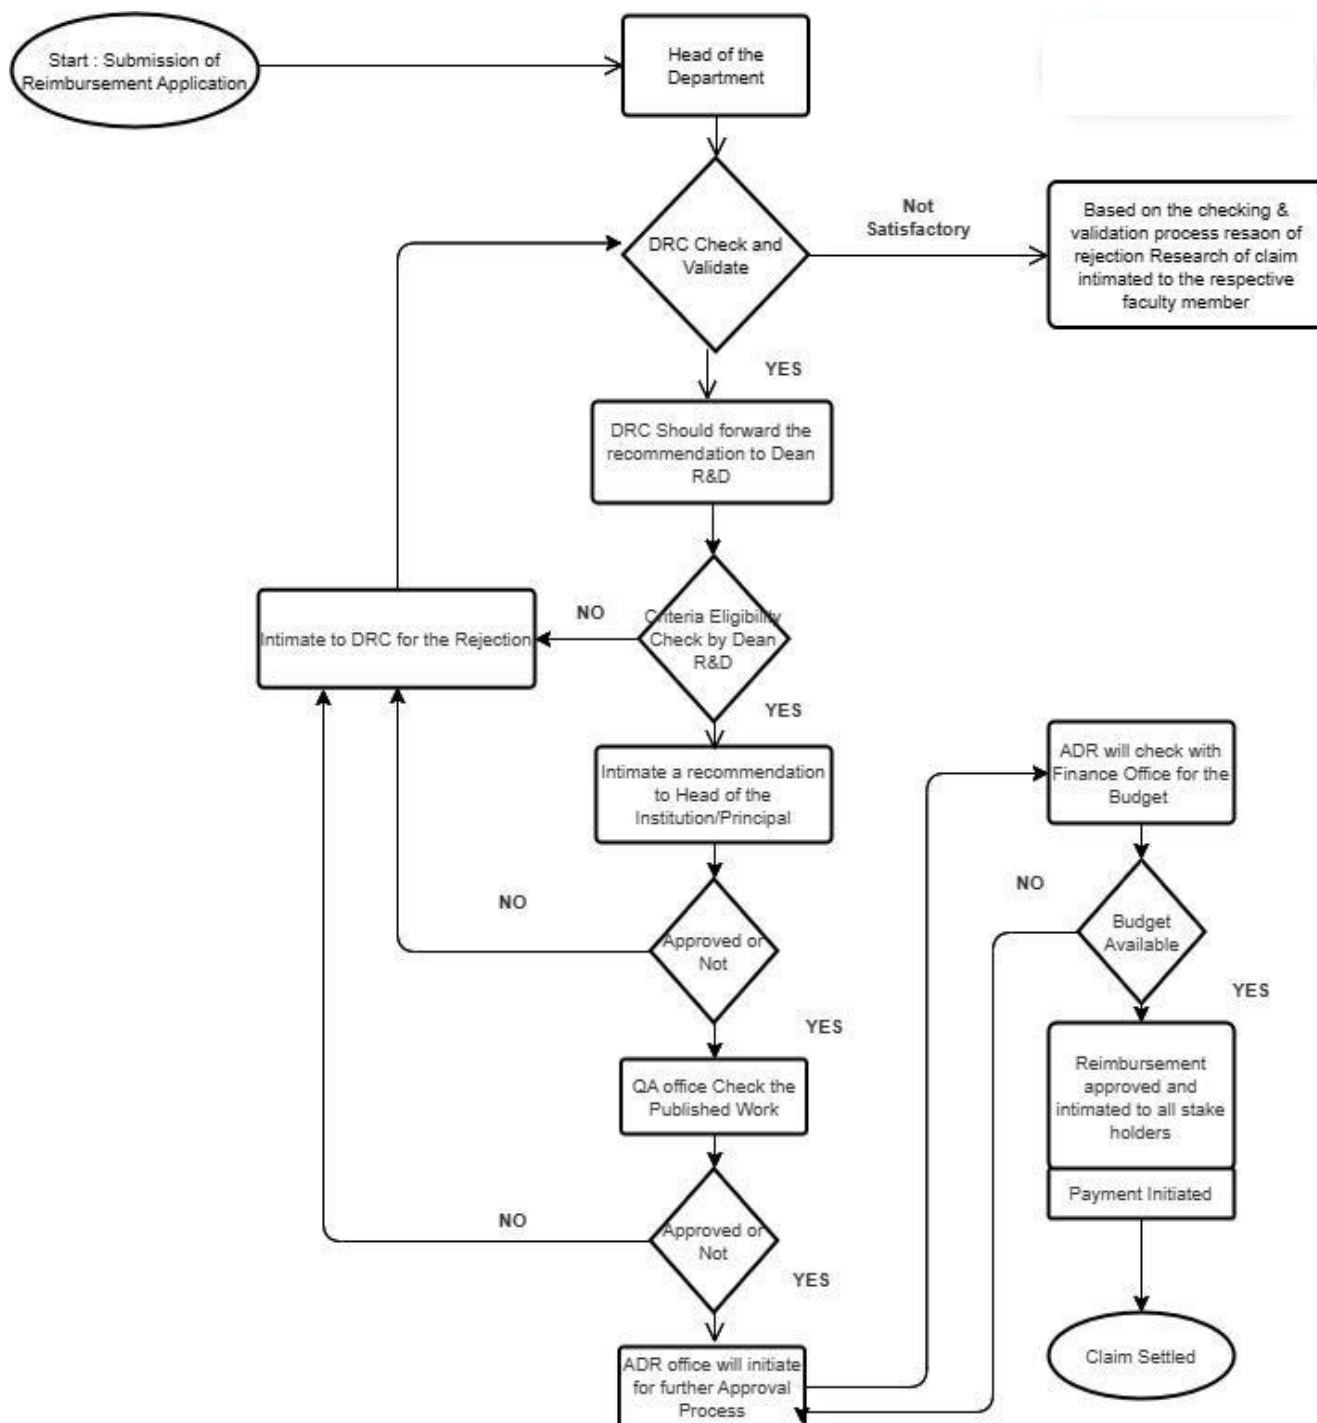 Start : Submission of
Reimbursement Application
Head of the
Department
DRC Check and
Validate
Not
Satisfactory
Based on the checking &
validation process resaon of
rejection Research of claim
intimated to the respective
faculty member
YES
DRC Should forward the
recommendation to Dean
R&D
Criteria Eligibility
Check by Dean
R&D
NO
Intimate to DRC for the Rejection
YES
Intimate a recommendation
to Head of the
Institution/Principal
Approved or
Not
NO
YES
QA office Check the
Published Work
Approved or
Not
NO
YES
ADR office will initiate
for further Approval
Process
ADR will check with
Finance Office for the
Budget
Budget
Available
NO
YES
Reimbursement
approved and
intimated to all stake
holders
Payment Initiated
Claim Settled